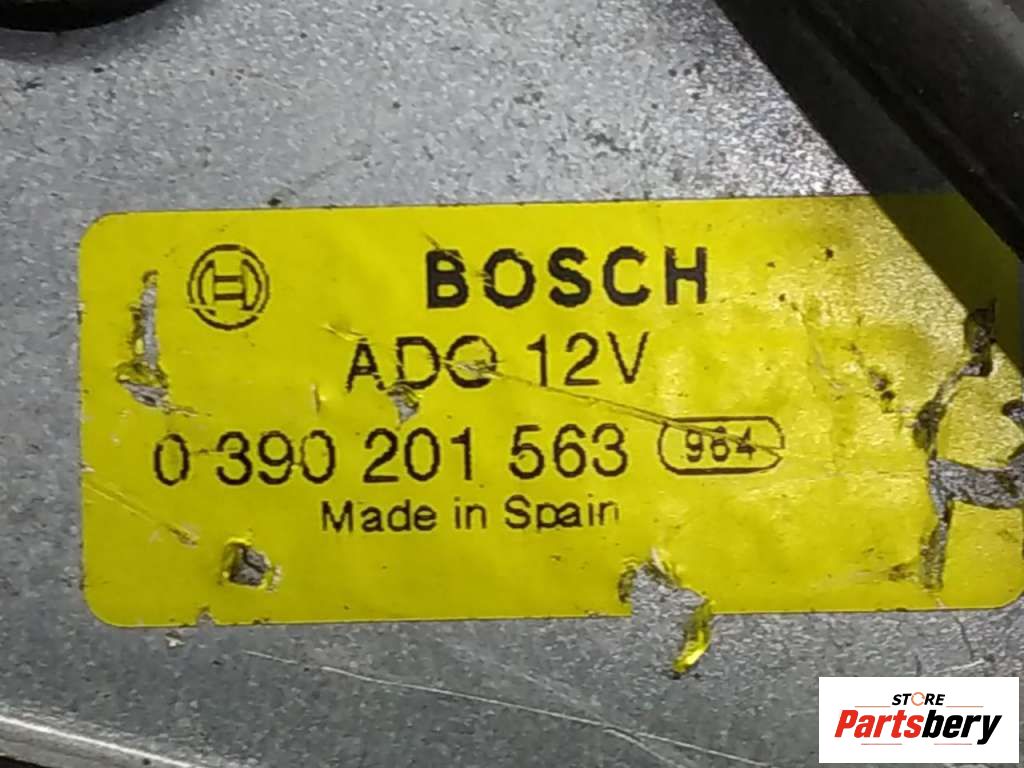 BOSCH
ADO 12V
0 390 201 563 964
Made in Spain
STORE
Partsbery